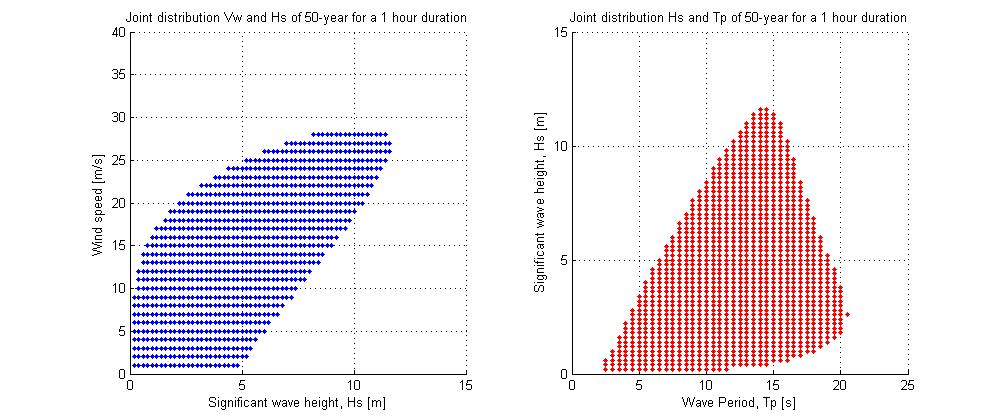 Joint distribution Vw and Hs of 50-year for a 1 hour duration
40
35
30
25
20
15
10
5
0
Wind speed [m/s]
0 5 10 15
Significant wave height, Hs [m]
Joint distribution Hs and Tp of 50-year for a 1 hour duration
15
10
5
0
Significant wave height, Hs [m]
0 5 10 15 20 25
Wave Period, Tp [s]